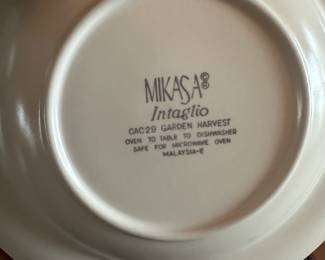 MIKASA®
Intaglio
CAC29 GARDEN HARVEST
OVEN TO TABLE TO DISHWASHER
SAFE FOR MICROWAVE OVEN
MALAYSIA-E